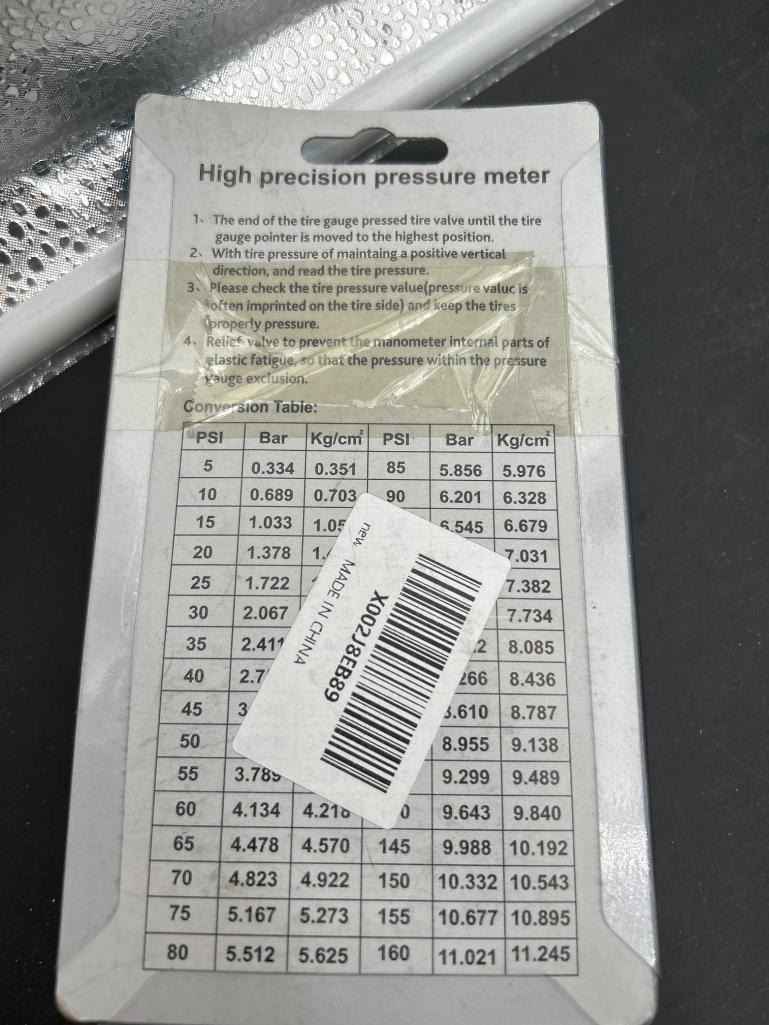 High precision pressure meter
1、 The end of the tire gauge pressed tire valve until the tire
gauge pointer is moved to the highest position.
2、 With tire pressure of maintaing a positive vertical
direction, and read the tire pressure.
3、 Please check the tire pressure value(pressure valuc is
often imprinted on the tire side) and keep the tires
properly pressure.
4、 Relief valve to prevent the manometer internal parts of
elastic fatigue, so that the pressure within the pressure
gauge exclusion.
Conversion Table:
PSI Bar Kg/cm² PSI Bar Kg/cm²
5 0.334 0.351 85 5.856 5.976
10 0.689 0.703 90 6.201 6.328
15 1.033 6.545 6.679
20 1.378 7.031
25 1.722 7.382
30 2.067 7.734
35 2.411 8.085
40 8.436
45 8.787
50 8.955 9.138
55 3.789 9.299 9.489
60 4.134 4.218 9.643 9.840
65 4.478 4.570 145 9.988 10.192
70 4.823 4.922 150 10.332 10.543
75 5.167 5.273 155 10.677 10.895
80 5.512 5.625 160 11.021 11.245
X00218EB89
new, MADE IN CHINA